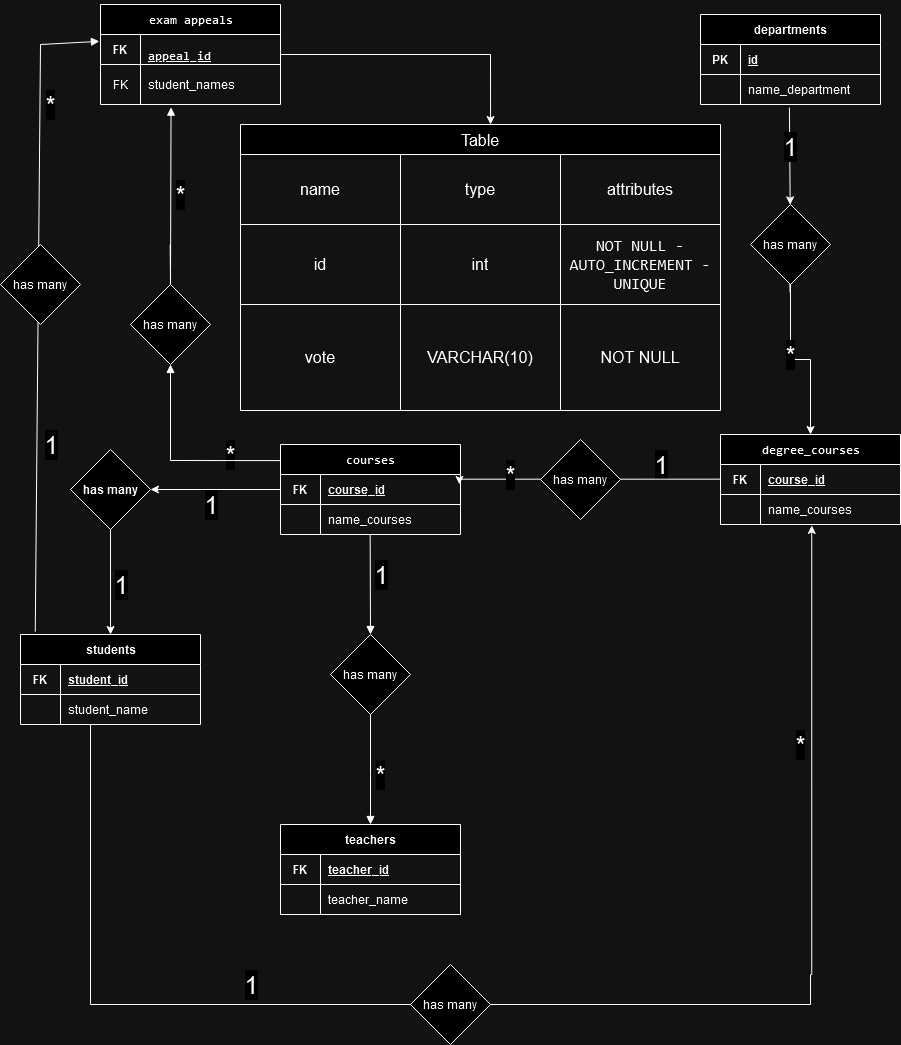 exam appeals
FK appeal_id
FK student_names
departments
PK id
name_department
*
1
Table
name type attributes
id int NOT NULL -
AUTO_INCREMENT -
UNIQUE
vote VARCHAR(10) NOT NULL
*
has many
has many
has many
*
1
*
courses
FK course_id
name_courses
*
has many
1
degree_courses
FK course_id
name_courses
has many
1
1
1
students
FK student_id
student_name
has many
*
*
teachers
FK teacher_id
teacher_name
1
has many